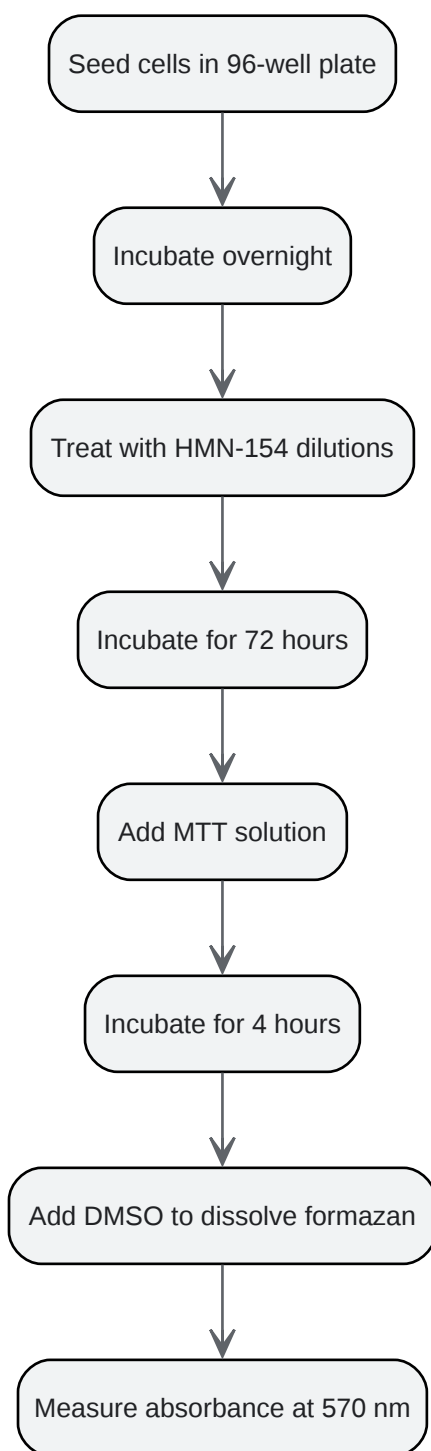 Seed cells in 96-well plate
Incubate overnight
Treat with HMN-154 dilutions
Incubate for 72 hours
Add MTT solution
Incubate for 4 hours
Add DMSO to dissolve formazan
Measure absorbance at 570 nm